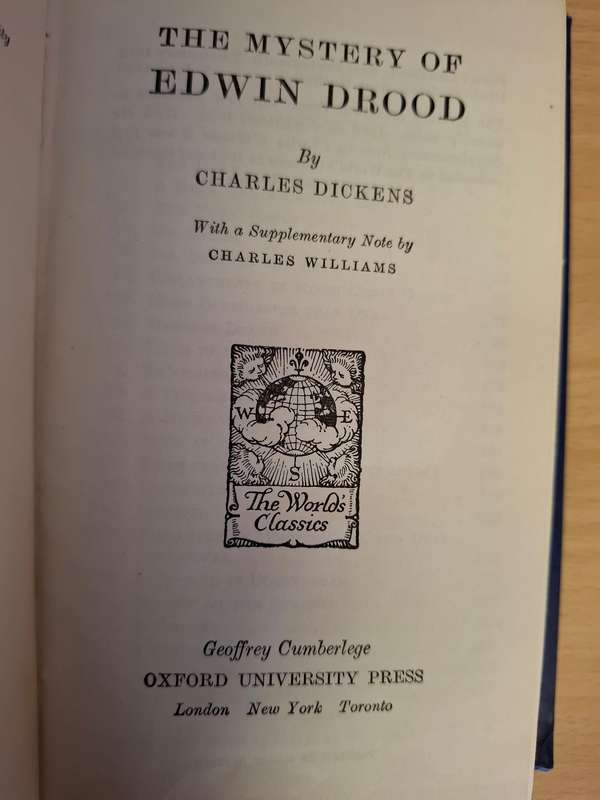 THE MYSTERY OF
EDWIN DROOD
By
CHARLES DICKENS
With a Supplementary Note by
CHARLES WILLIAMS
W E
S
The World's
Classics
Geoffrey Cumberlege
OXFORD UNIVERSITY PRESS
London New York Toronto